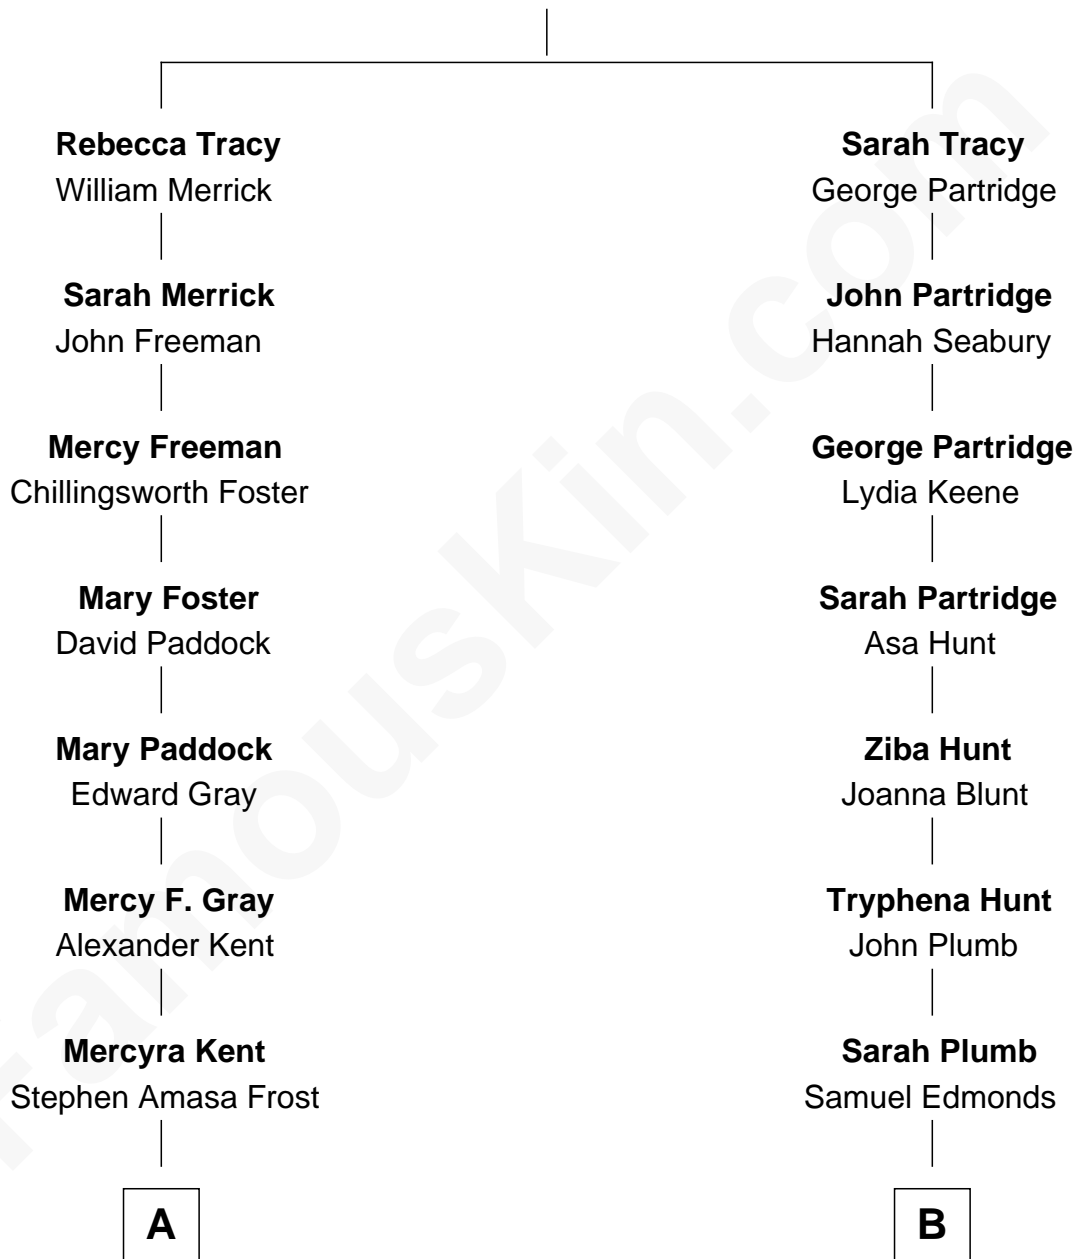 Rebecca Tracy
William Merrick
Sarah Merrick
John Freeman
Mercy Freeman
Chillingsworth Foster
Mary Foster
David Paddock
Mary Paddock
Edward Gray
Mercy F. Gray
Alexander Kent
Mercyra Kent
Stephen Amasa Frost
A
Sarah Tracy
George Partridge
John Partridge
Hannah Seabury
George Partridge
Lydia Keene
Sarah Partridge
Asa Hunt
Ziba Hunt
Joanna Blunt
Tryphena Hunt
John Plumb
Sarah Plumb
Samuel Edmonds
B
FamousKin.com